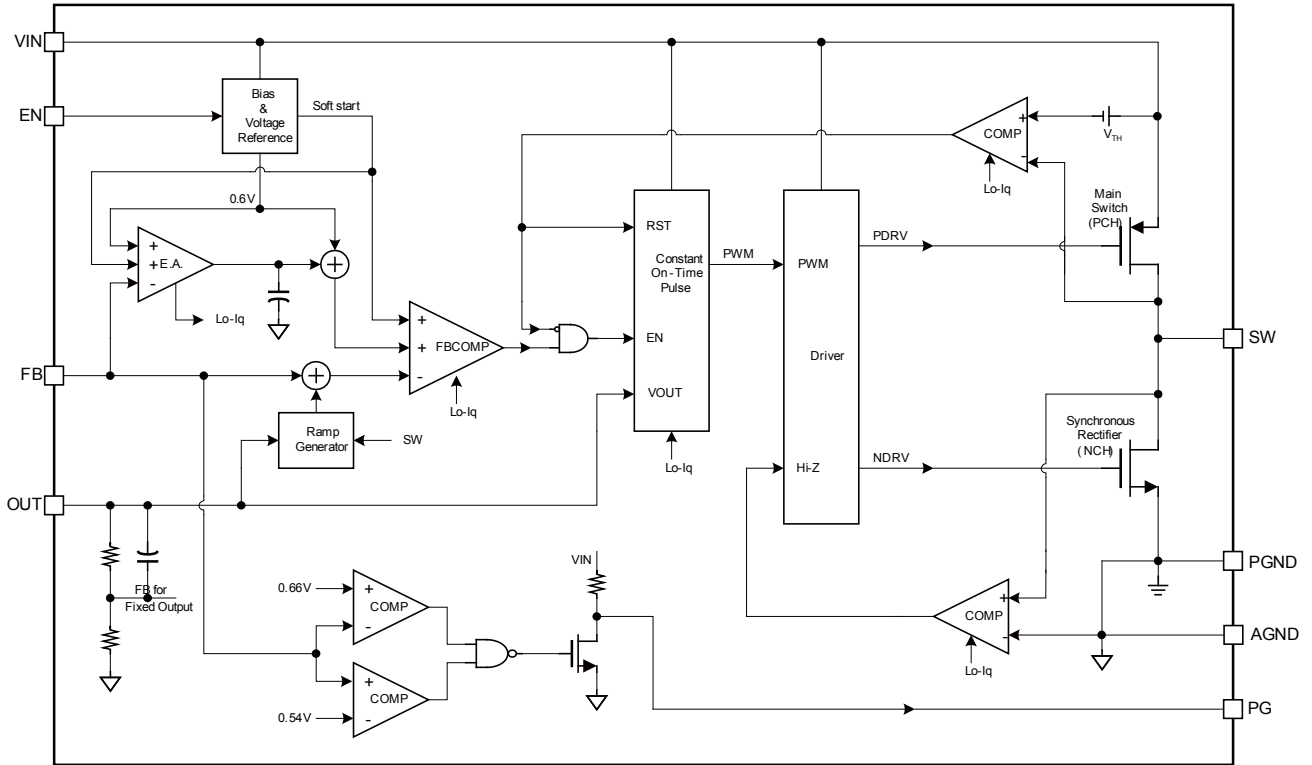 VIN
EN
Bias
&
Voltage
Reference
Soft start
0.6V
+
+
-
E.A.
Lo-Iq
+
+
+
-
FBCOMP
Lo-Iq
FB
+
Ramp
Generator
SW
OUT
FB for
Fixed Output
0.66V
+
-
COMP
+
-
COMP
0.54V
VIN
RST
Constant
On-Time
Pulse
EN
VOUT
Lo-Iq
PWM
PWM
Driver
Hi-Z
PDRV
NDRV
+
-
COMP
Lo-Iq
VTH
Main
Switch
(PCH)
Synchronous
Rectifier
(NCH)
+
-
COMP
Lo-Iq
SW
PGND
AGND
PG